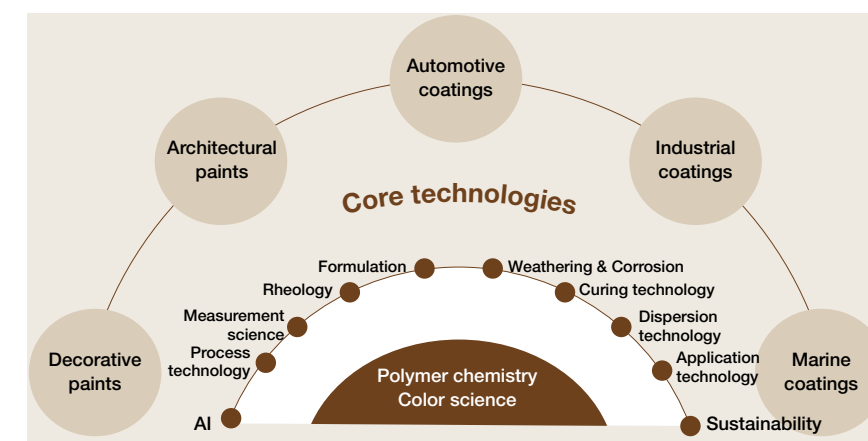 Automotive
coatings
Architectural
paints
Industrial
coatings
Core technologies
Formulation
Weathering & Corrosion
Rheology
Curing technology
Measurement
science
Dispersion
technology
Process
technology
Application
technology
Decorative
paints
Marine
coatings
Polymer chemistry
Color science
AI
Sustainability